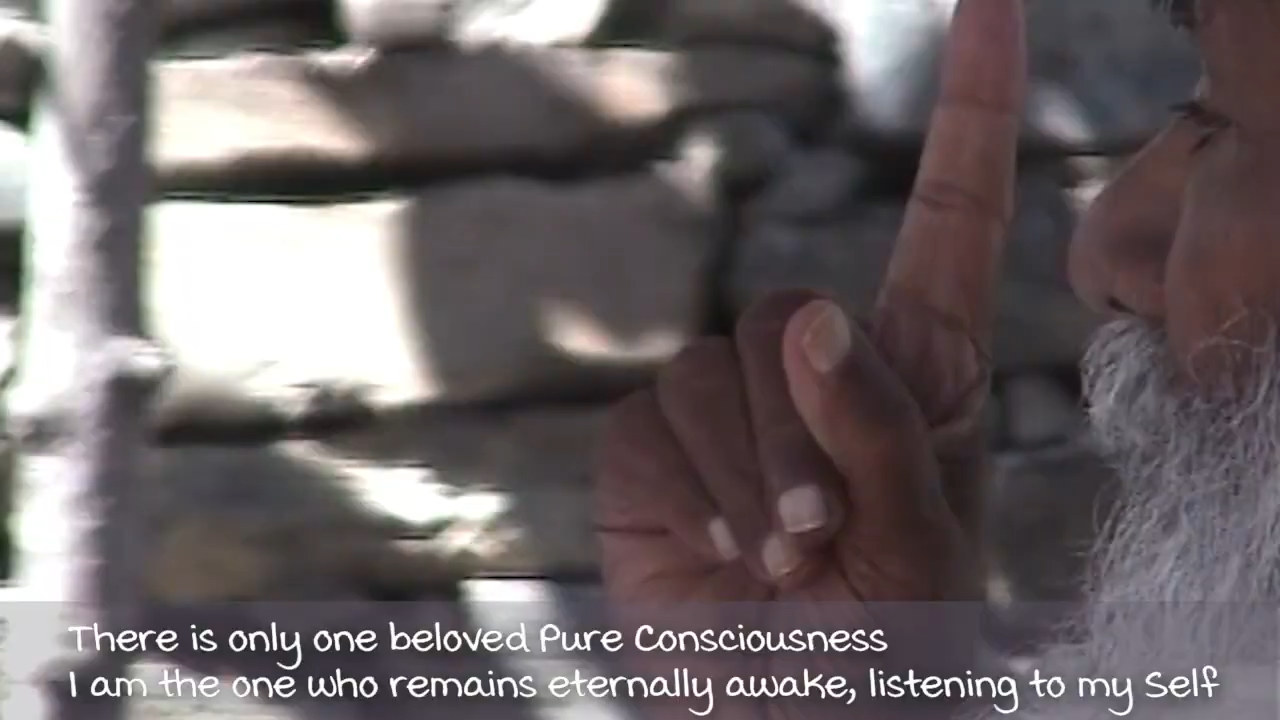 There is only one beloved Pure Consciousness
I am the one who remains eternally awake, listening to my Self